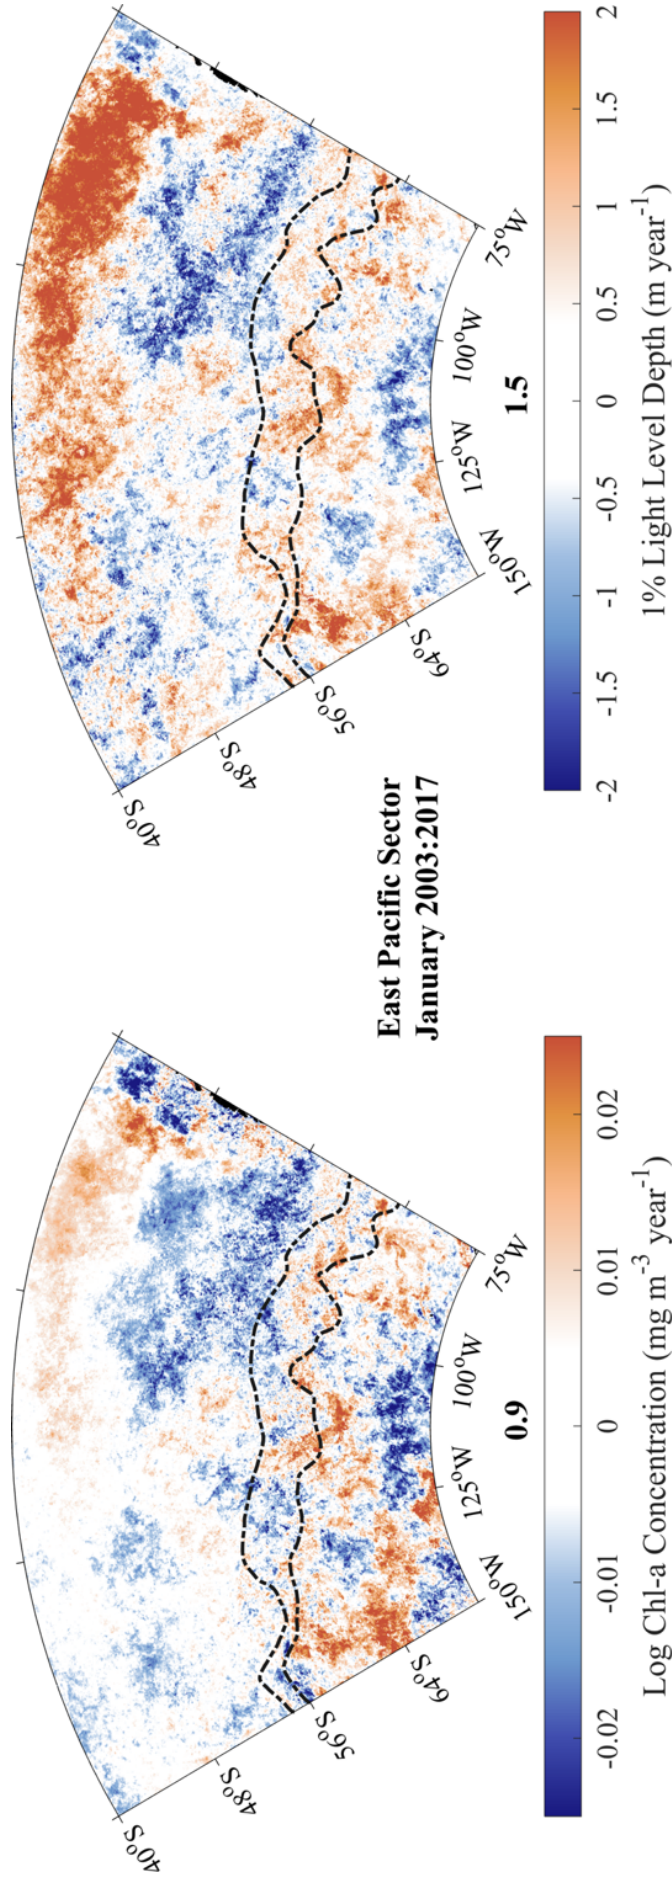 40°S
48°S
56°S
64°S
150°W
125°W
100°W
75°W
0.9
-0.02
-0.01
0
0.01
0.02
Log Chl-a Concentration (mg m⁻³ year⁻¹)
East Pacific Sector
January 2003:2017
40°S
48°S
56°S
64°S
150°W
125°W
100°W
75°W
1.5
-2
-1.5
-1
-0.5
0
0.5
1
1.5
2
1% Light Level Depth (m year⁻¹)